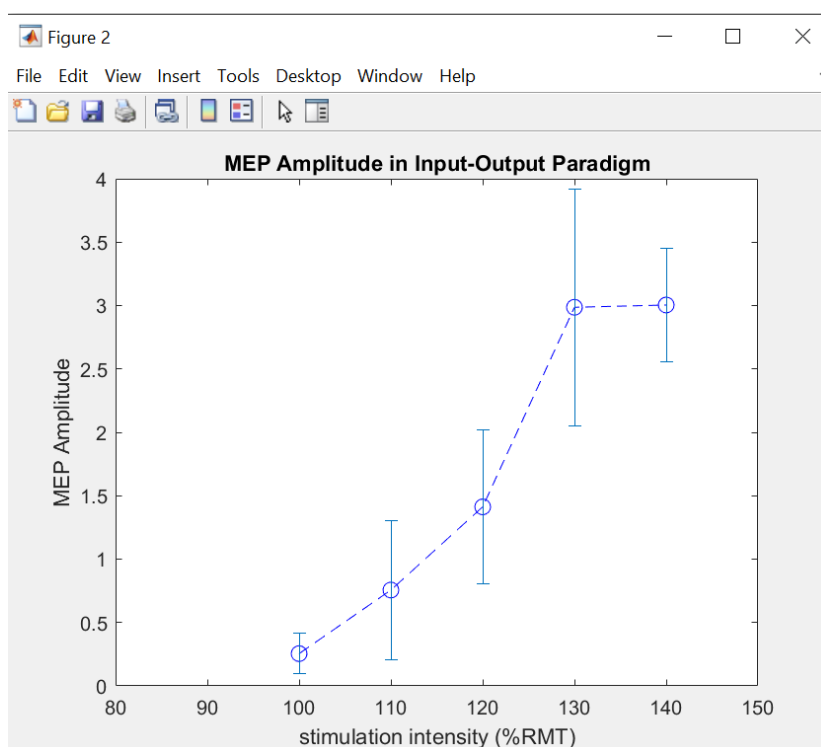 Figure 2
File Edit View Insert Tools Desktop Window Help
MEP Amplitude in Input-Output Paradigm
4
3.5
3
2.5
2
1.5
1
0.5
0
MEP Amplitude
80 90 100 110 120 130 140 150
stimulation intensity (%RMT)